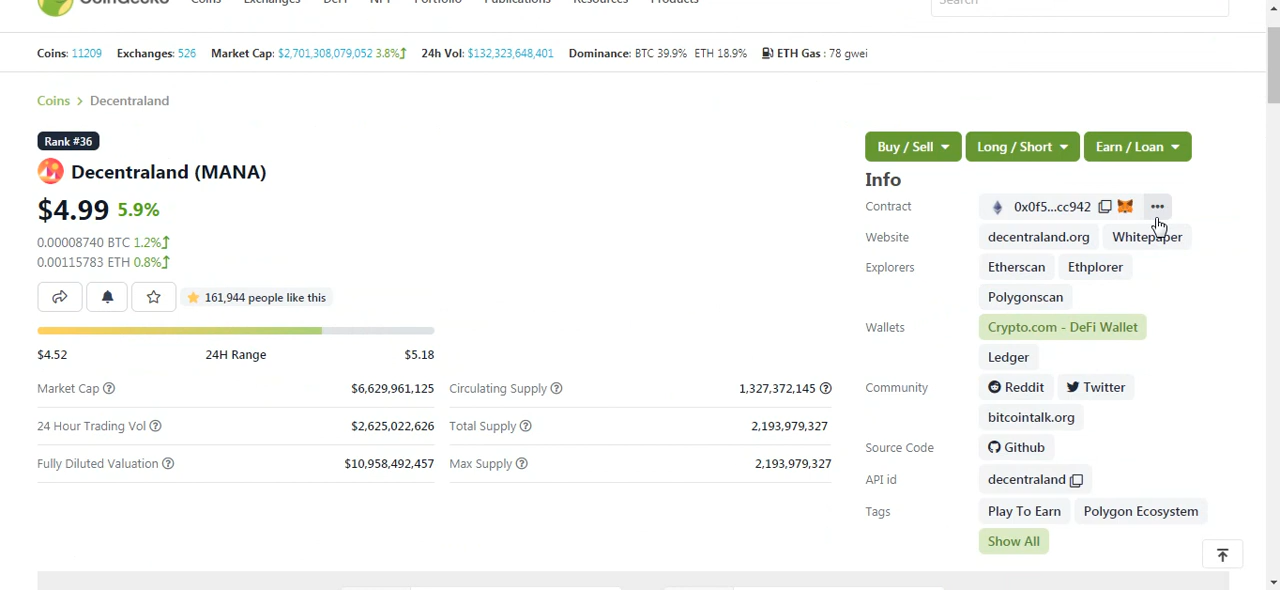 CoinGecko Coins Exchanges DeFi NFT Portfolio Publications Resources Products Search
Coins: 11209 Exchanges: 526 Market Cap: $2,701,308,079,052 3.8% 24h Vol: $132,323,648,401 Dominance: BTC 39.9% ETH 18.9% ETH Gas: 78 gwei
Coins > Decentraland
Rank #36
Decentraland (MANA)
$4.99 5.9%
0.00008740 BTC 1.2%
0.00115783 ETH 0.8%
161,944 people like this
$4.52 24H Range $5.18
Market Cap $6,629,961,125
Circulating Supply 1,327,372,145
24 Hour Trading Vol $2,625,022,626
Total Supply 2,193,979,327
Fully Diluted Valuation $10,958,492,457
Max Supply 2,193,979,327
Buy / Sell Long / Short Earn / Loan
Info
Contract 0x0f5...cc942 •••
Website decentraland.org Whitepaper
Explorers Etherscan Ethplorer
Polygonscan
Wallets Crypto.com - DeFi Wallet
Ledger
Community Reddit Twitter
bitcointalk.org
Source Code Github
API id decentraland
Tags Play To Earn Polygon Ecosystem
Show All